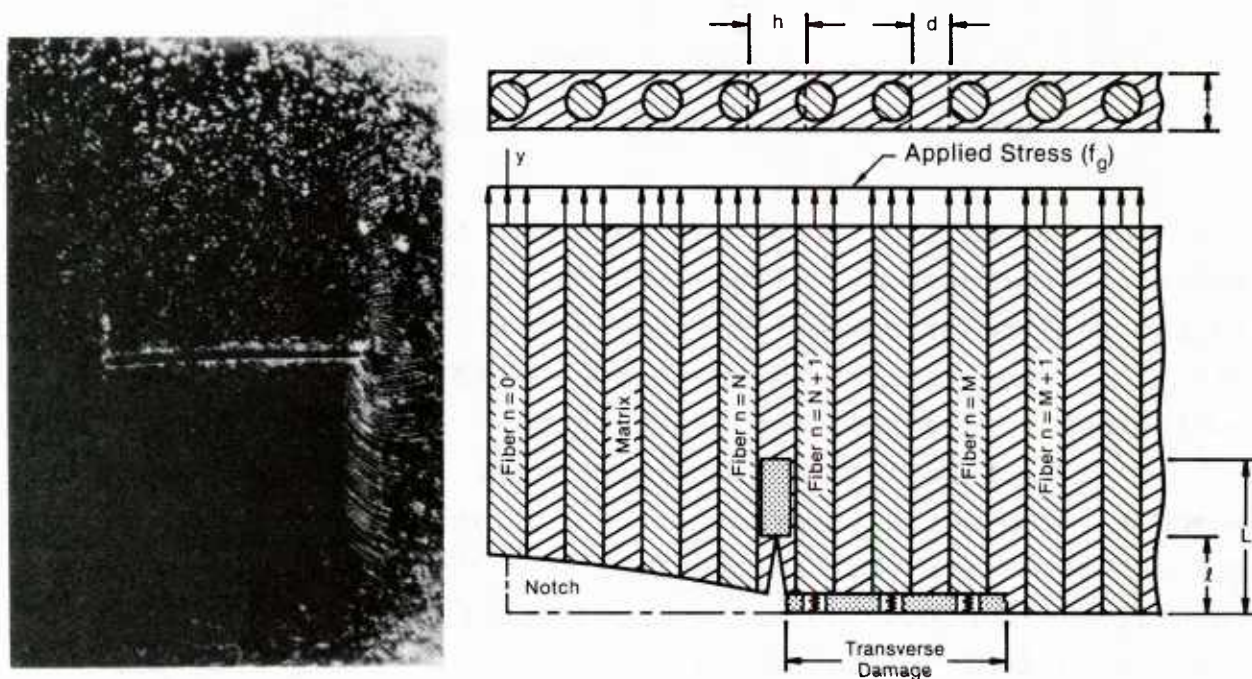 h
d
t
y
Applied Stress (f_g)
Fiber n = 0
Matrix
Fiber n = N
Fiber n = N + 1
Fiber n = M
Fiber n = M + 1
L
ℓ
Notch
Transverse
Damage